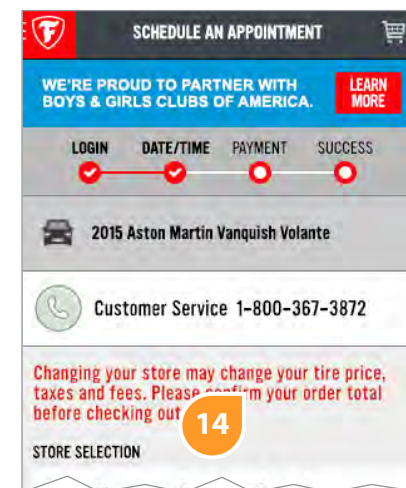 SCHEDULE AN APPOINTMENT
WE'RE PROUD TO PARTNER WITH
BOYS & GIRLS CLUBS OF AMERICA.
LEARN
MORE
LOGIN DATE/TIME PAYMENT SUCCESS
2015 Aston Martin Vanquish Volante
Customer Service 1-800-367-3872
Changing your store may change your tire price,
taxes and fees. Please confirm your order total
before checking out
14
STORE SELECTION